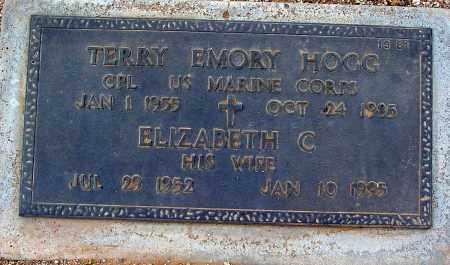 TERRY EMORY HOGG
CPL US MARINE CORPS
JAN 1 1955 OCT 24 1995
ELIZABETH C
HIS WIFE
JUL 29 1952 JAN 10 1995